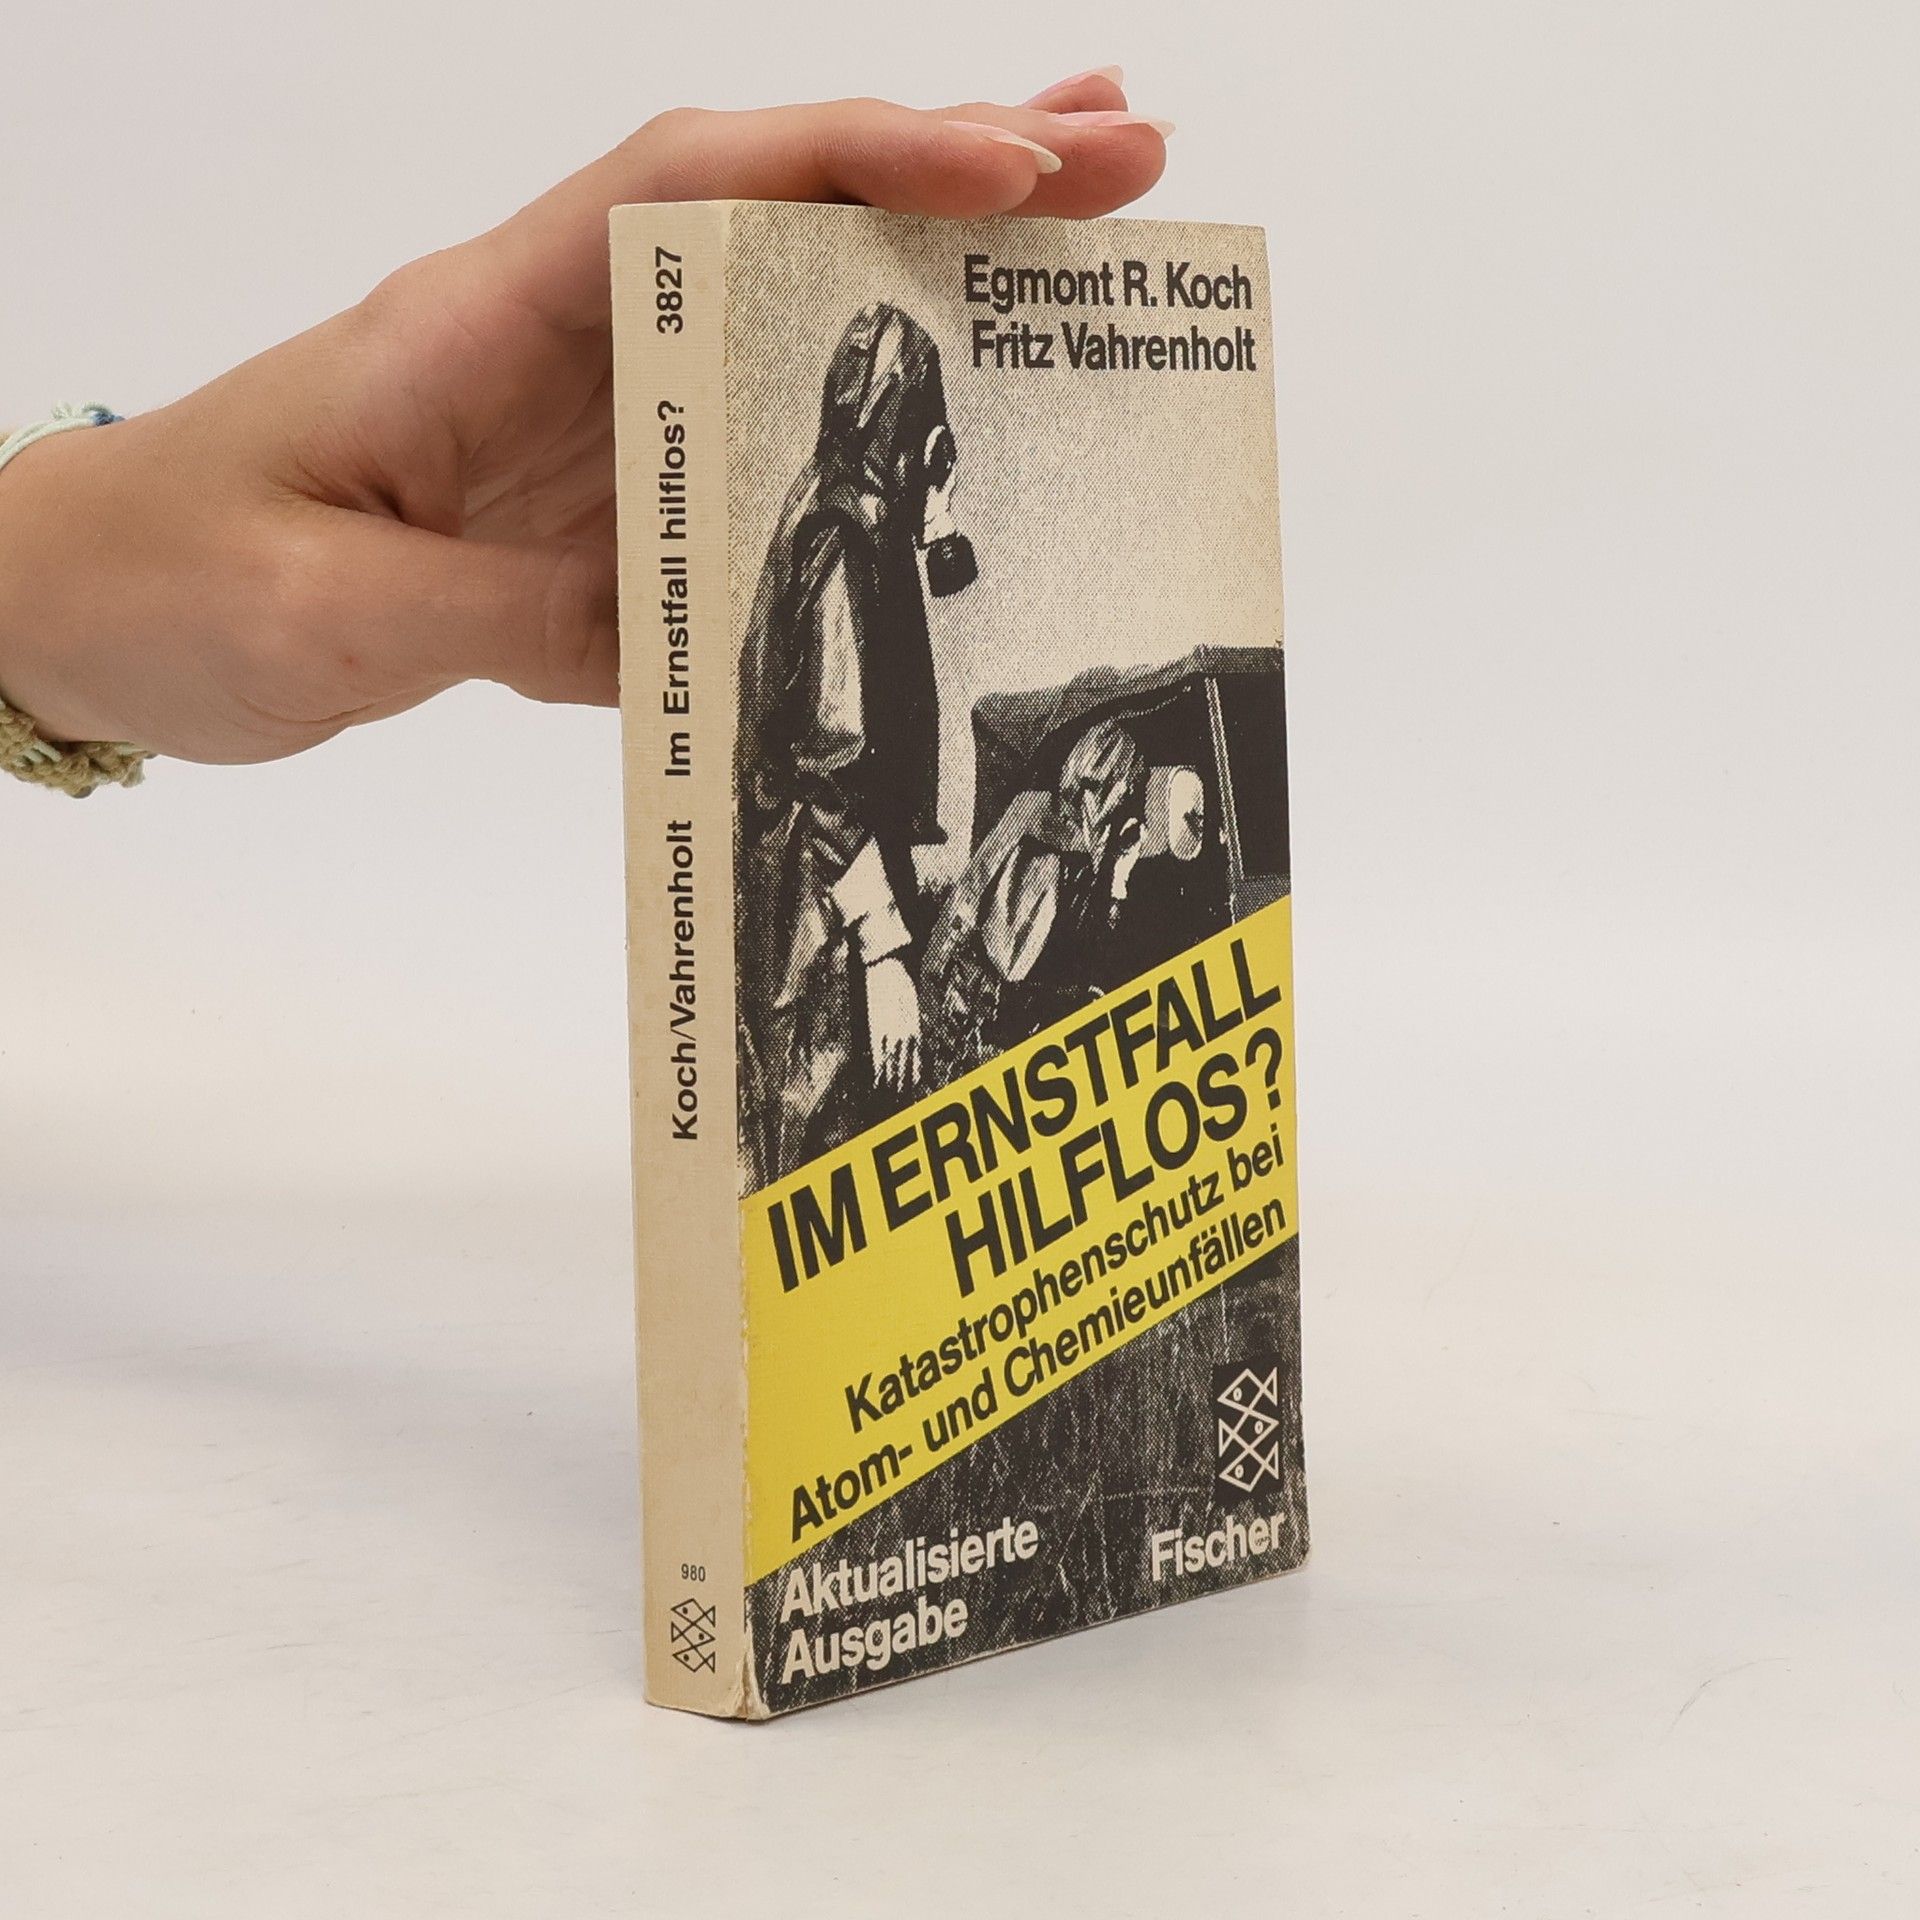 Koch/Vahrenholt Im Ernstfall hilflos? 3827
980
Egmont R. Koch
Fritz Vahrenholt
IM ERNSTFALL
HILFLOS?
Katastrophenschutz bei
Atom- und Chemieunfällen
Aktualisierte
Ausgabe
Fischer